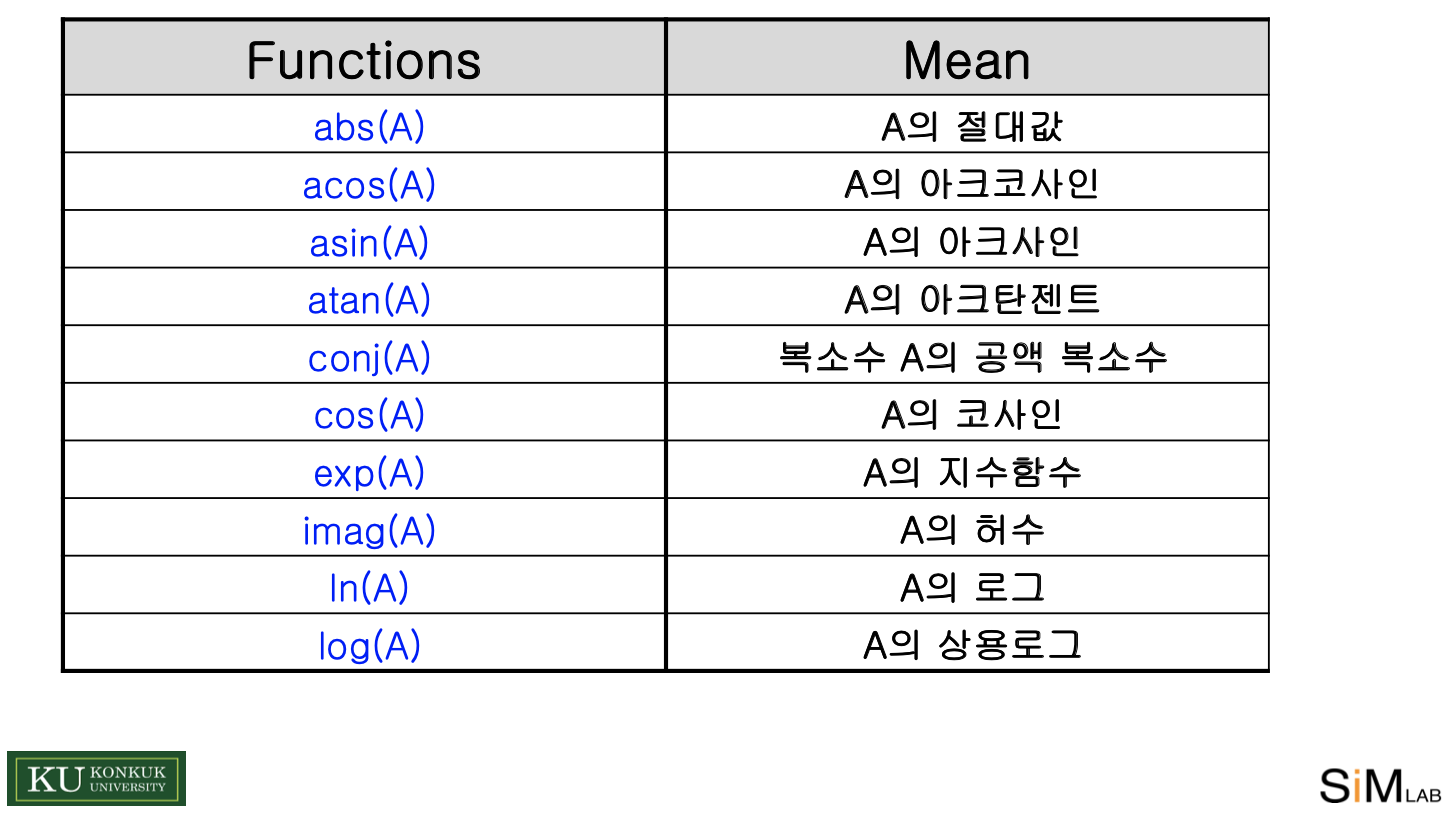 Functions Mean
abs(A) A의 절대값
acos(A) A의 아크코사인
asin(A) A의 아크사인
atan(A) A의 아크탄젠트
conj(A) 복소수 A의 공액 복소수
cos(A) A의 코사인
exp(A) A의 지수함수
imag(A) A의 허수
ln(A) A의 로그
log(A) A의 상용로그
KU KONKUK
UNIVERSITY
SiM LAB